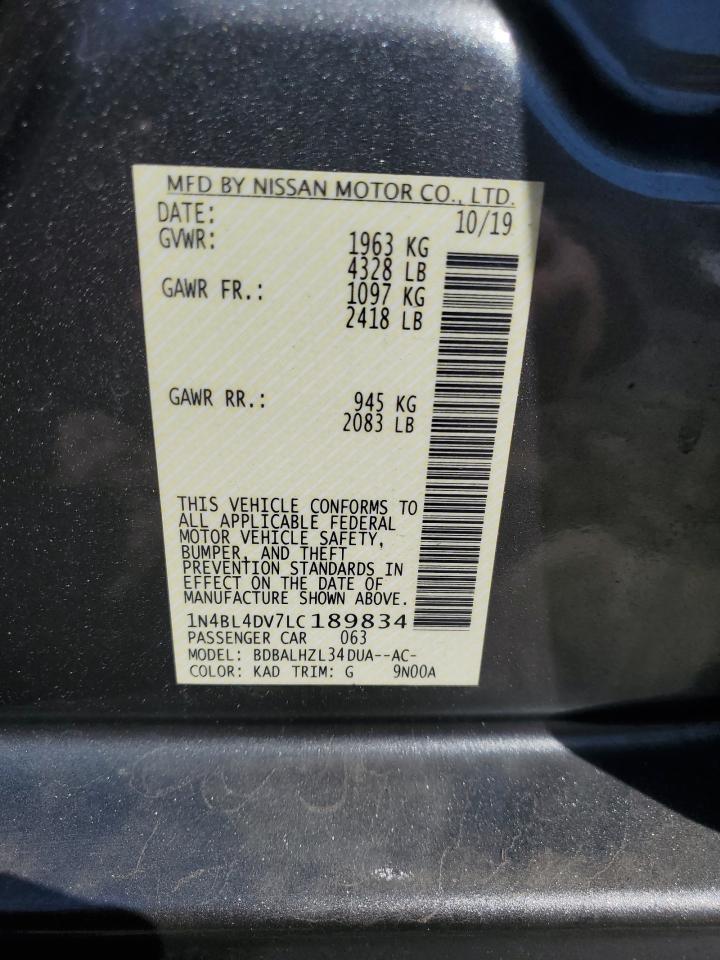 MFD BY NISSAN MOTOR CO., LTD.
DATE: 10/19
GVWR: 1963 KG
4328 LB
GAWR FR.: 1097 KG
2418 LB
GAWR RR.: 945 KG
2083 LB
THIS VEHICLE CONFORMS TO
ALL APPLICABLE FEDERAL
MOTOR VEHICLE SAFETY,
BUMPER, AND THEFT
PREVENTION STANDARDS IN
EFFECT ON THE DATE OF
MANUFACTURE SHOWN ABOVE.
1N4BL4DV7LC189834
PASSENGER CAR 063
MODEL: BDBALHZL34DUA--AC-
COLOR: KAD TRIM: G 9N00A